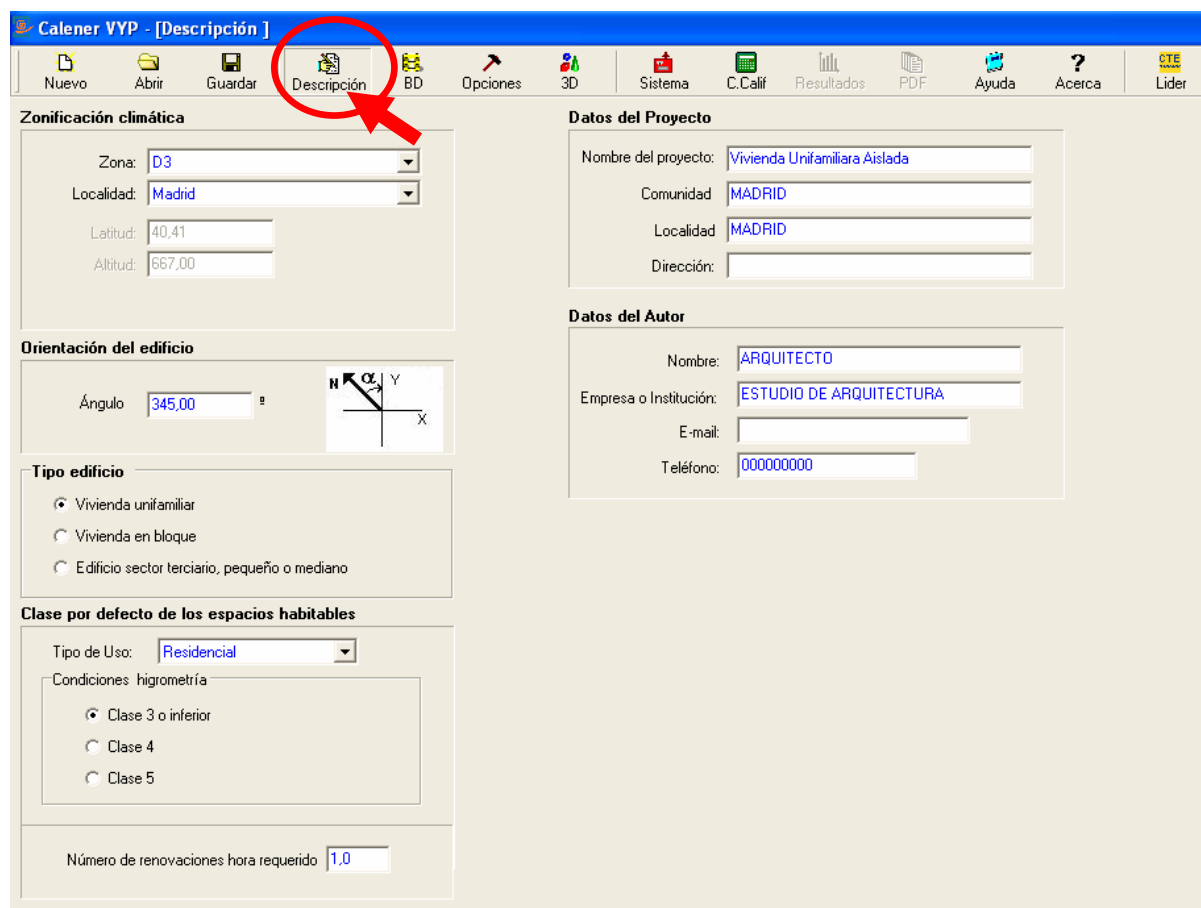 Calener VYP - [Descripción ]
Nuevo Abrir Guardar Descripción BD Opciones 3D Sistema C.Calif Resultados PDF Ayuda Acerca CTE Lider
Zonificación climática
Zona: D3
Localidad: Madrid
Latitud: 40,41
Altitud: 667,00
Orientación del edificio
Ángulo 345,00 º
N α Y
X
Tipo edificio
Vivienda unifamiliar
Vivienda en bloque
Edificio sector terciario, pequeño o mediano
Clase por defecto de los espacios habitables
Tipo de Uso: Residencial
Condiciones higrometría
Clase 3 o inferior
Clase 4
Clase 5
Número de renovaciones hora requerido 1,0
Datos del Proyecto
Nombre del proyecto: Vivienda Unifamiliara Aislada
Comunidad MADRID
Localidad MADRID
Dirección:
Datos del Autor
Nombre: ARQUITECTO
Empresa o Institución: ESTUDIO DE ARQUITECTURA
E-mail:
Teléfono: 000000000